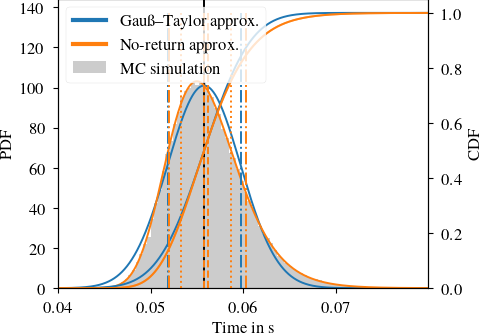 Gauß–Taylor approx.
No-return approx.
MC simulation
140
120
100
80
60
40
20
0
PDF
1.0
0.8
0.6
0.4
0.2
0.0
CDF
0.04 0.05 0.06 0.07
Time in s